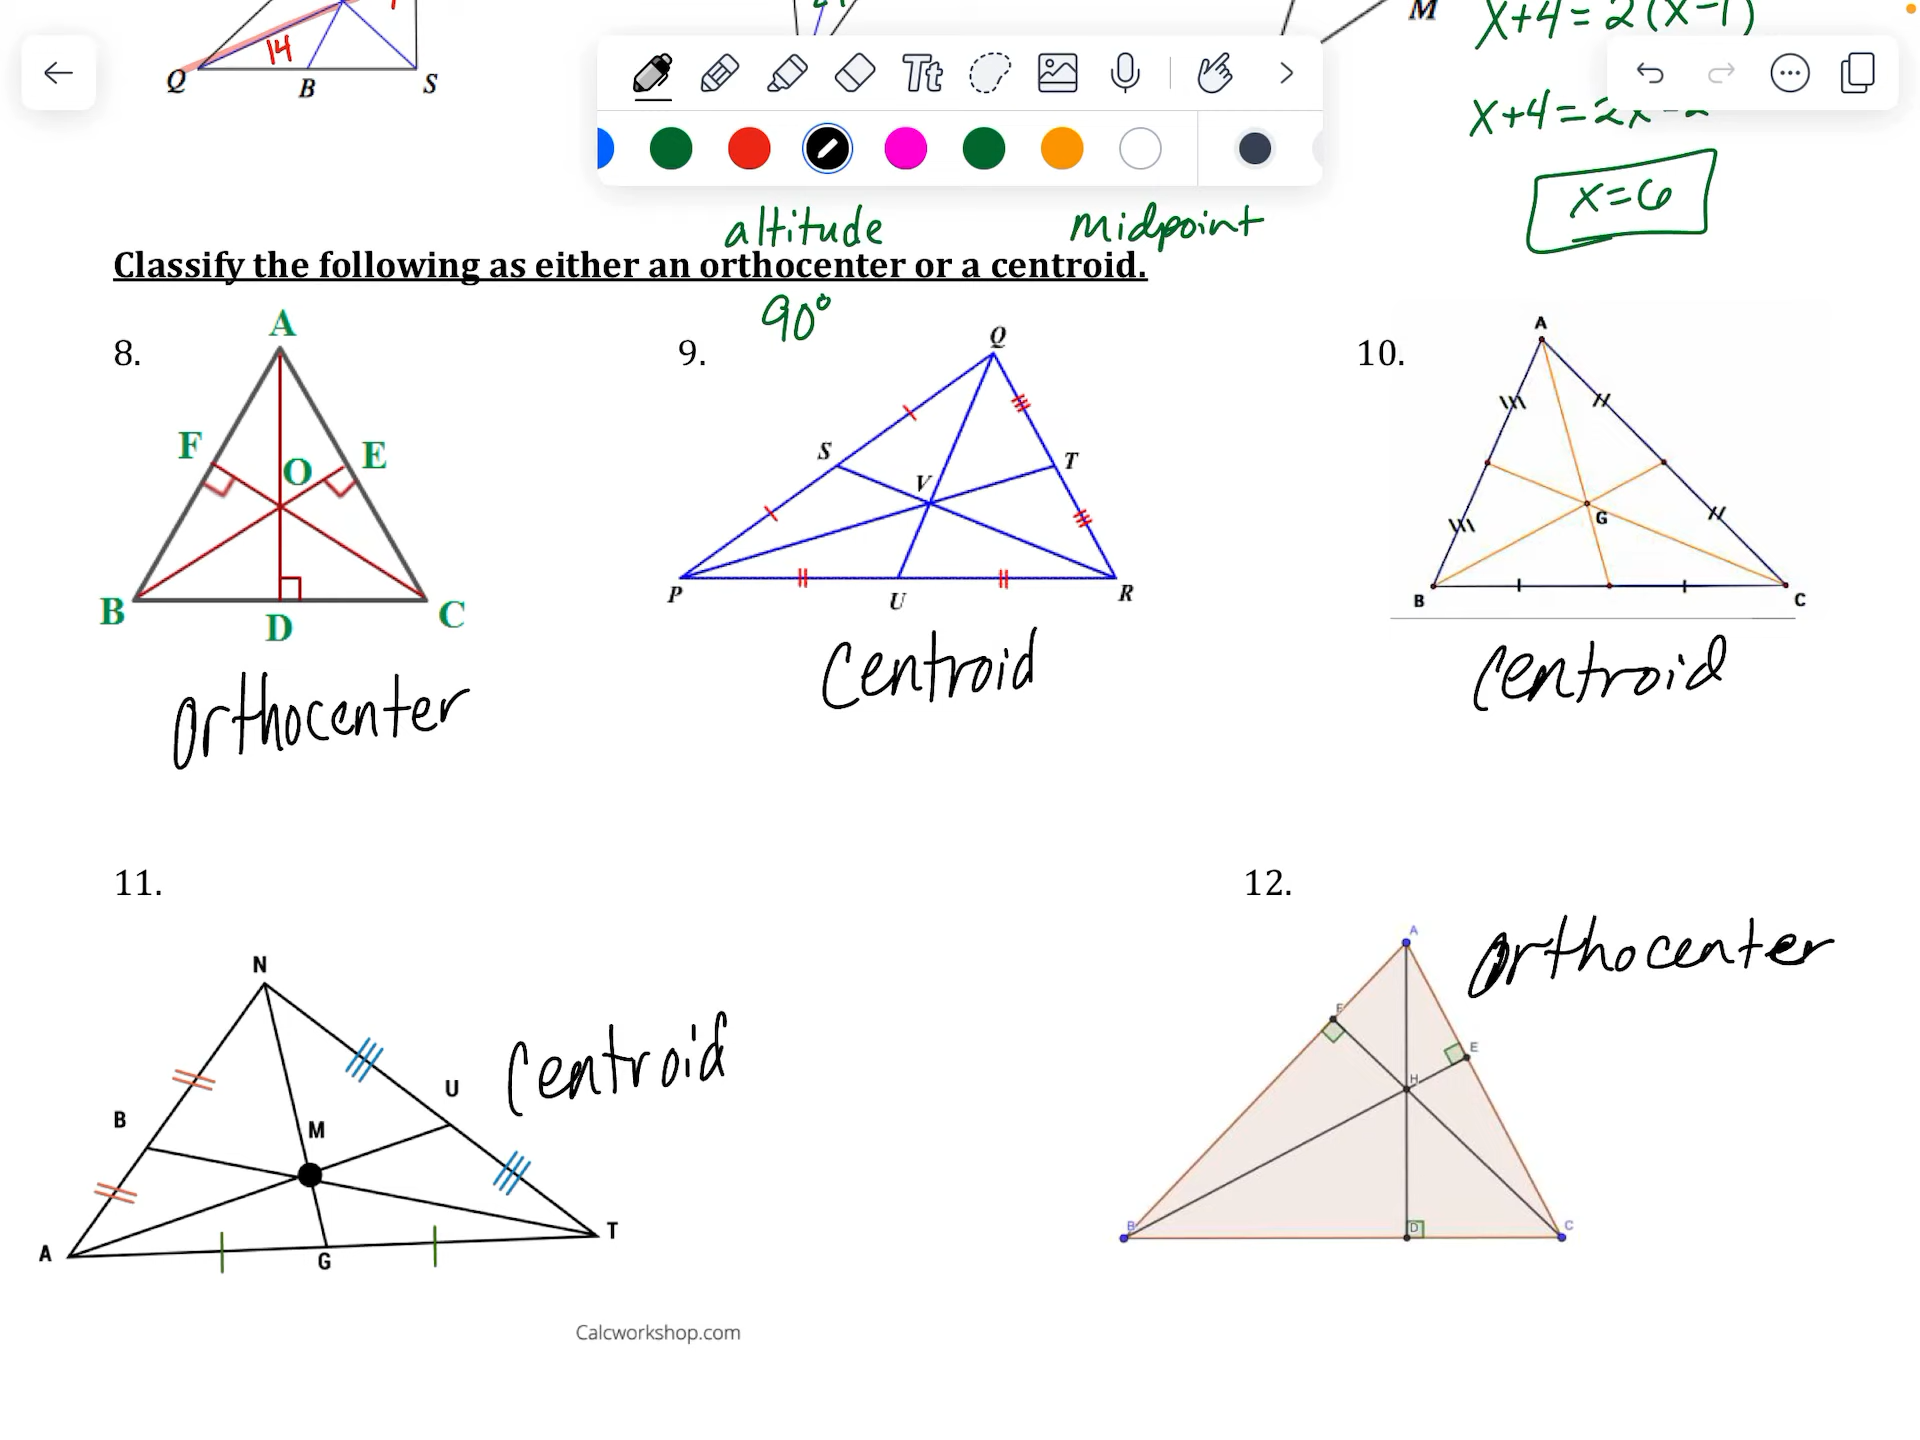 M
x+4=2(x-1)
14
Q
B
S
Tt
x+4=2x-2
x=6
altitude
midpoint
Classify the following as either an orthocenter or a centroid.
90°
8.
A
F
E
O
B
D
C
orthocenter
9.
Q
S
T
V
P
U
R
Centroid
10.
A
G
B
C
centroid
11.
N
B
U
M
A
G
T
Centroid
12.
A
F
E
H
B
D
C
orthocenter
Calcworkshop.com